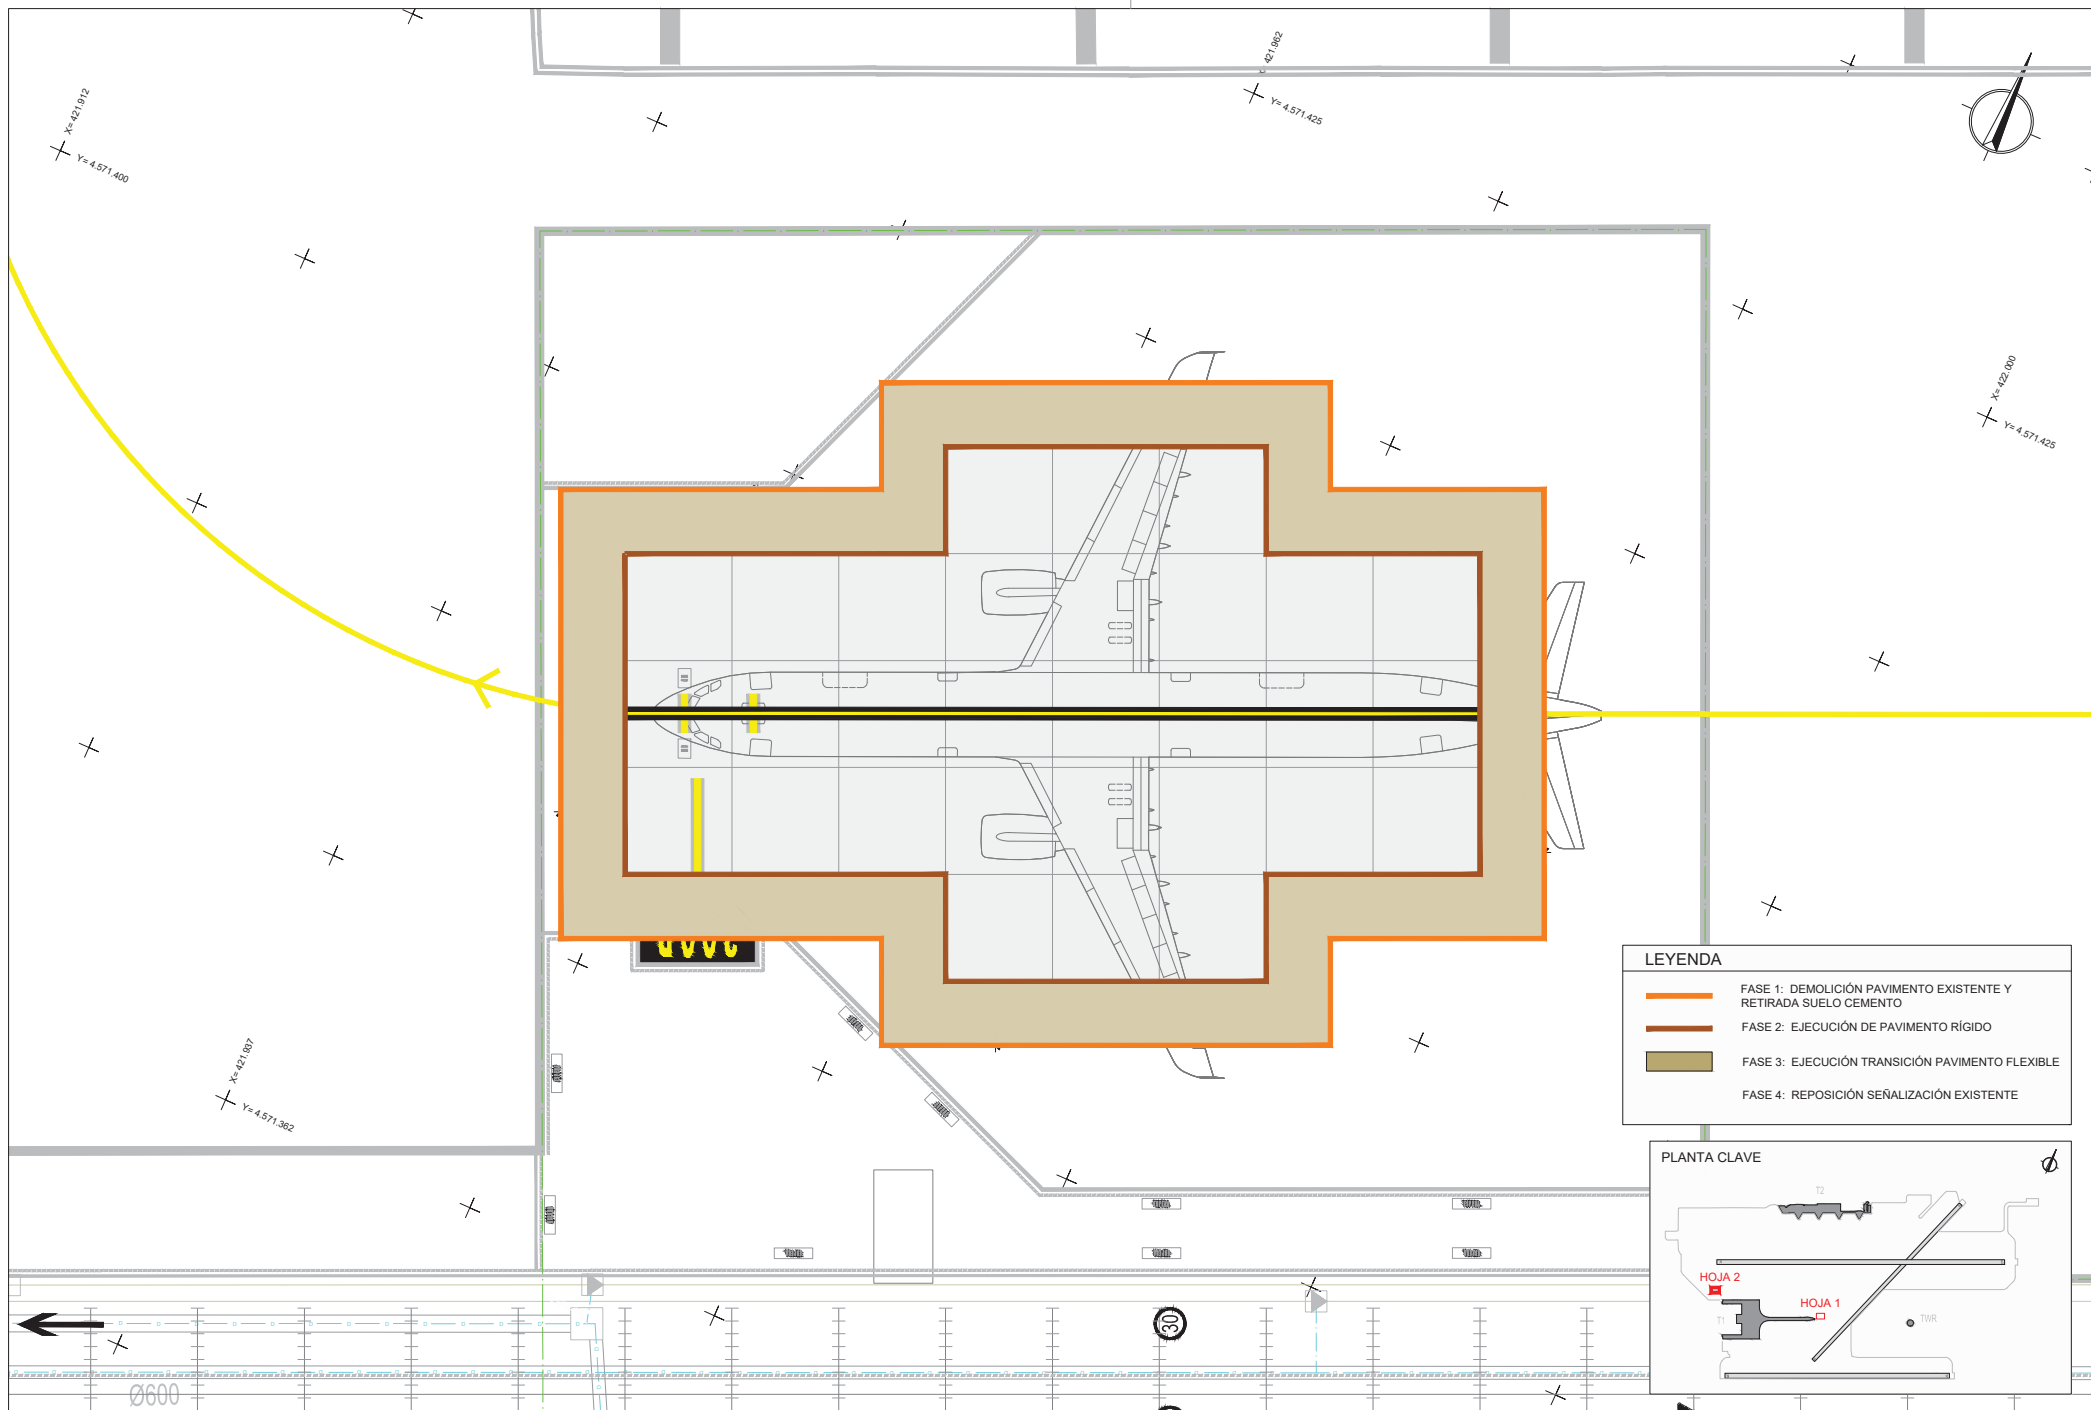 X= 421.912
Y= 4.571.400
421.962
Y= 4.571.425
X= 422.000
Y= 4.571.425
X= 421.937
Y= 4.571.362
LEYENDA
FASE 1: DEMOLICIÓN PAVIMENTO EXISTENTE Y
RETIRADA SUELO CEMENTO
FASE 2: EJECUCIÓN DE PAVIMENTO RÍGIDO
FASE 3: EJECUCIÓN TRANSICIÓN PAVIMENTO FLEXIBLE
FASE 4: REPOSICIÓN SEÑALIZACIÓN EXISTENTE
PLANTA CLAVE
T2
HOJA 2
HOJA 1
T1
TWR
30
Ø600